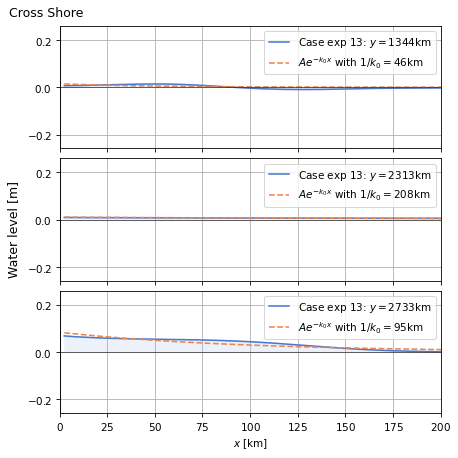 Cross Shore
0.2
0.0
−0.2
Case exp 13: y = 1344km
Ae^{−k₀x} with 1/k₀ = 46km
Water level [m]
0.2
0.0
−0.2
Case exp 13: y = 2313km
Ae^{−k₀x} with 1/k₀ = 208km
0.2
0.0
−0.2
Case exp 13: y = 2733km
Ae^{−k₀x} with 1/k₀ = 95km
0 25 50 75 100 125 150 175 200
x [km]